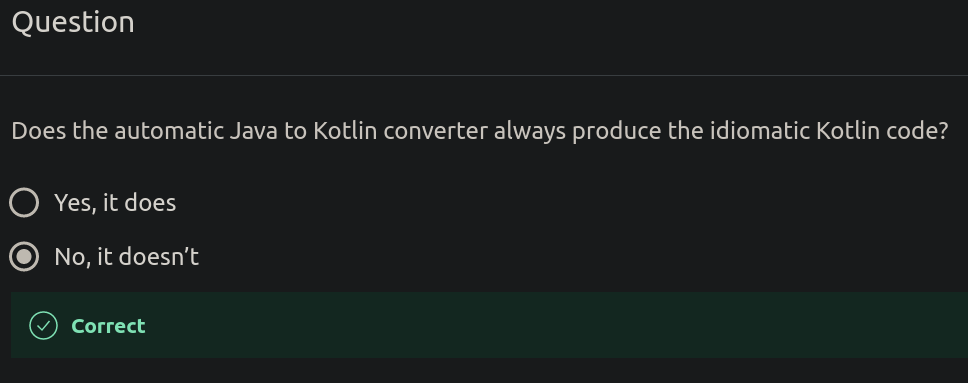 Question
Does the automatic Java to Kotlin converter always produce the idiomatic Kotlin code?
Yes, it does
No, it doesn’t
Correct